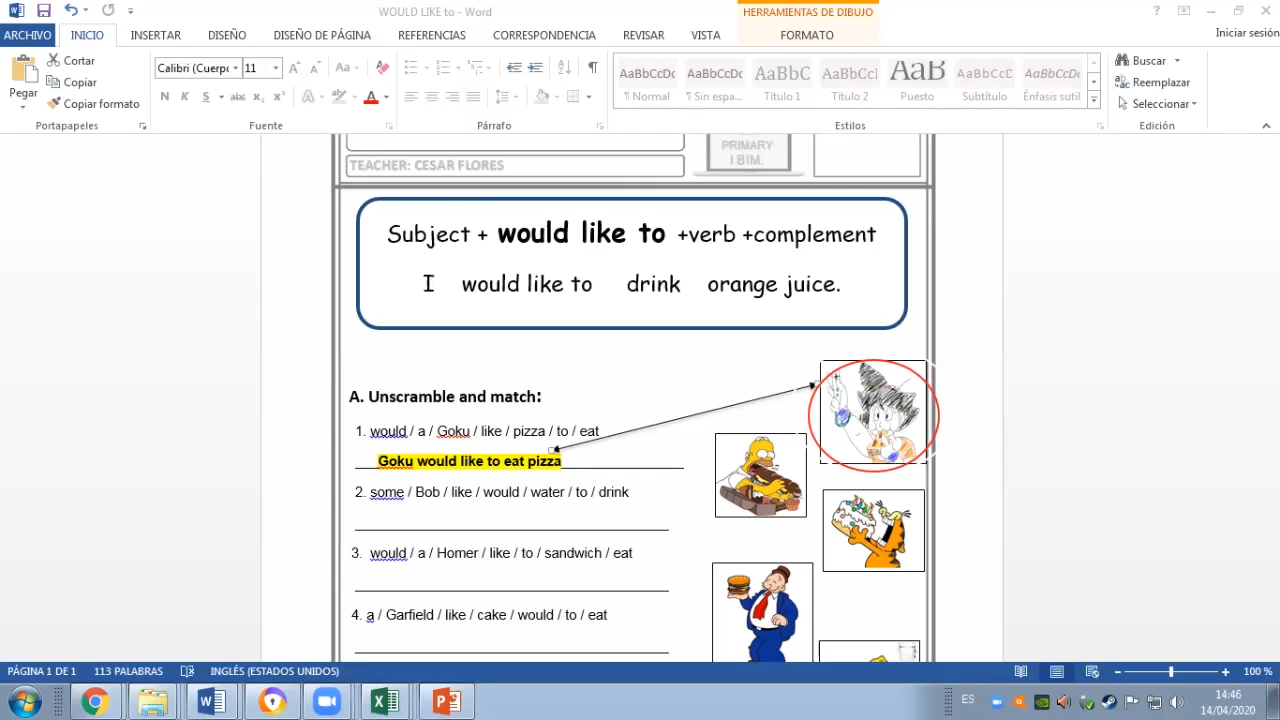 WOULD LIKE to - Word
HERRAMIENTAS DE DIBUJO
ARCHIVO INICIO INSERTAR DISEÑO DISEÑO DE PÁGINA REFERENCIAS CORRESPONDENCIA REVISAR VISTA FORMATO Iniciar sesión
Pegar
Cortar
Copiar
Copiar formato
Portapapeles
Calibri (Cuerpo 11
N K S abc x₂ x²
Fuente
Párrafo
AaBbCcDc AaBbCcDc AaBbC AaBbCcI AaB AaBbCcD AaBbCcDc
¶ Normal ¶ Sin espa... Título 1 Título 2 Puesto Subtítulo Énfasis sutil
Estilos
Buscar
Reemplazar
Seleccionar
Edición
TEACHER: CESAR FLORES
PRIMARY
I BIM.
Subject + would like to +verb +complement
I would like to drink orange juice.
A. Unscramble and match:
1. would / a / Goku / like / pizza / to / eat
Goku would like to eat pizza
2. some / Bob / like / would / water / to / drink
3. would / a / Homer / like / to / sandwich / eat
4. a / Garfield / like / cake / would / to / eat
PÁGINA 1 DE 1 113 PALABRAS INGLÉS (ESTADOS UNIDOS) 100 %
ES
14:46
14/04/2020